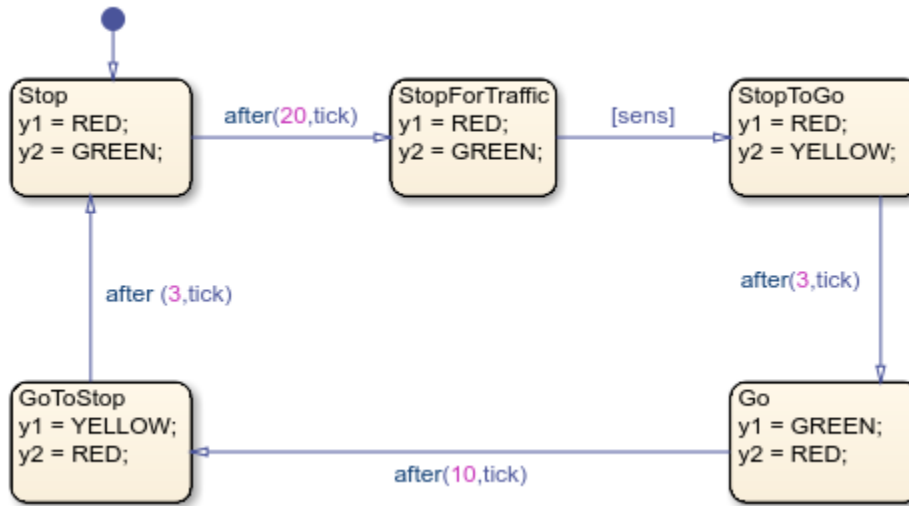 Stop
y1 = RED;
y2 = GREEN;
after(20,tick)
StopForTraffic
y1 = RED;
y2 = GREEN;
[sens]
StopToGo
y1 = RED;
y2 = YELLOW;
after(3,tick)
Go
y1 = GREEN;
y2 = RED;
after(10,tick)
GoToStop
y1 = YELLOW;
y2 = RED;
after (3,tick)